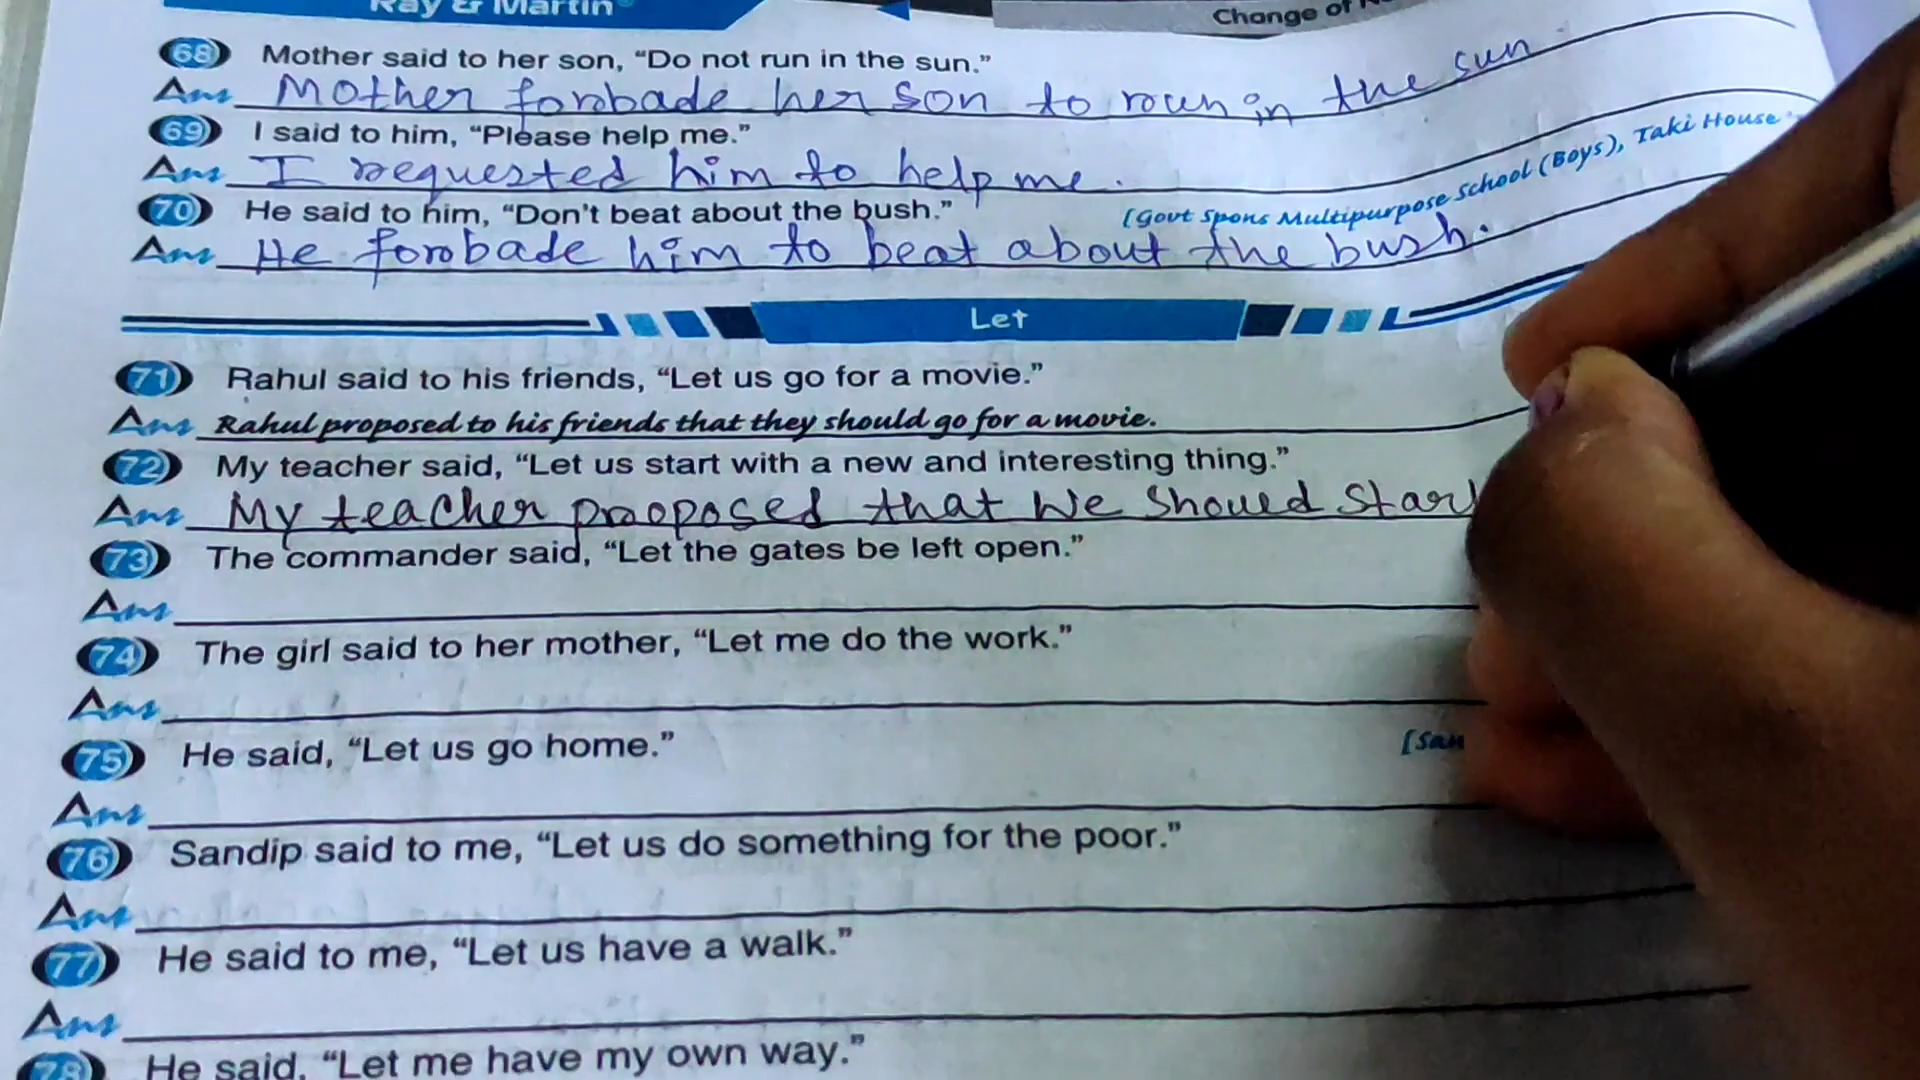 Ray & Martin
Change of
68 Mother said to her son, “Do not run in the sun.”
Ans Mother forbade her son to run in the sun
69 I said to him, “Please help me.”
Ans I requested him to help me.
70 He said to him, “Don't beat about the bush.”
[Govt Spons Multipurpose School (Boys), Taki House
Ans He forbade him to beat about the bush.
Let
71 Rahul said to his friends, “Let us go for a movie.”
Ans Rahul proposed to his friends that they should go for a movie.
72 My teacher said, “Let us start with a new and interesting thing.”
Ans My teacher proposed that We Should Start
73 The commander said, “Let the gates be left open.”
Ans
74 The girl said to her mother, “Let me do the work.”
Ans
75 He said, “Let us go home.”
[San
Ans
76 Sandip said to me, “Let us do something for the poor.”
Ans
77 He said to me, “Let us have a walk.”
Ans
78 He said, “Let me have my own way.”